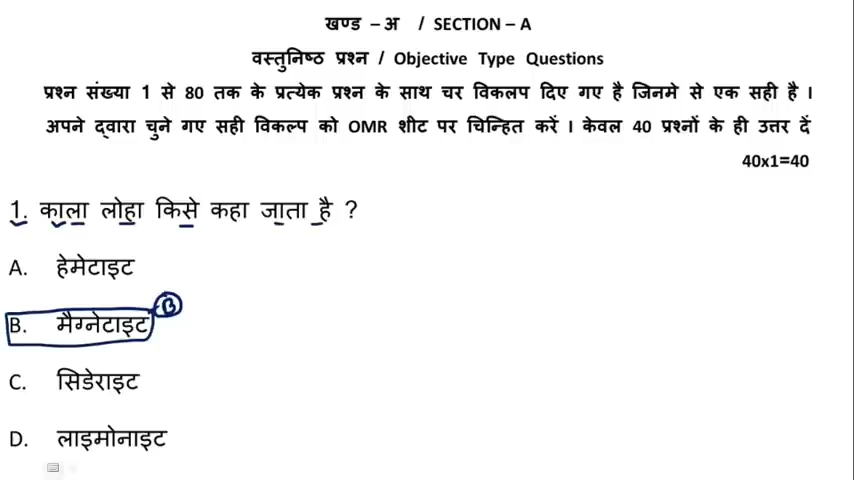 खण्ड – अ / SECTION – A
वस्तुनिष्ठ प्रश्न / Objective Type Questions
प्रश्न संख्या 1 से 80 तक के प्रत्येक प्रश्न के साथ चर विकलप दिए गए है जिनमे से एक सही है ।
अपने द्वारा चुने गए सही विकल्प को OMR शीट पर चिन्हित करें । केवल 40 प्रश्नों के ही उत्तर दें
40x1=40
1. काला लोहा किसे कहा जाता है ?
A. हेमेटाइट
B. मैग्नेटाइट B
C. सिडेराइट
D. लाइमोनाइट